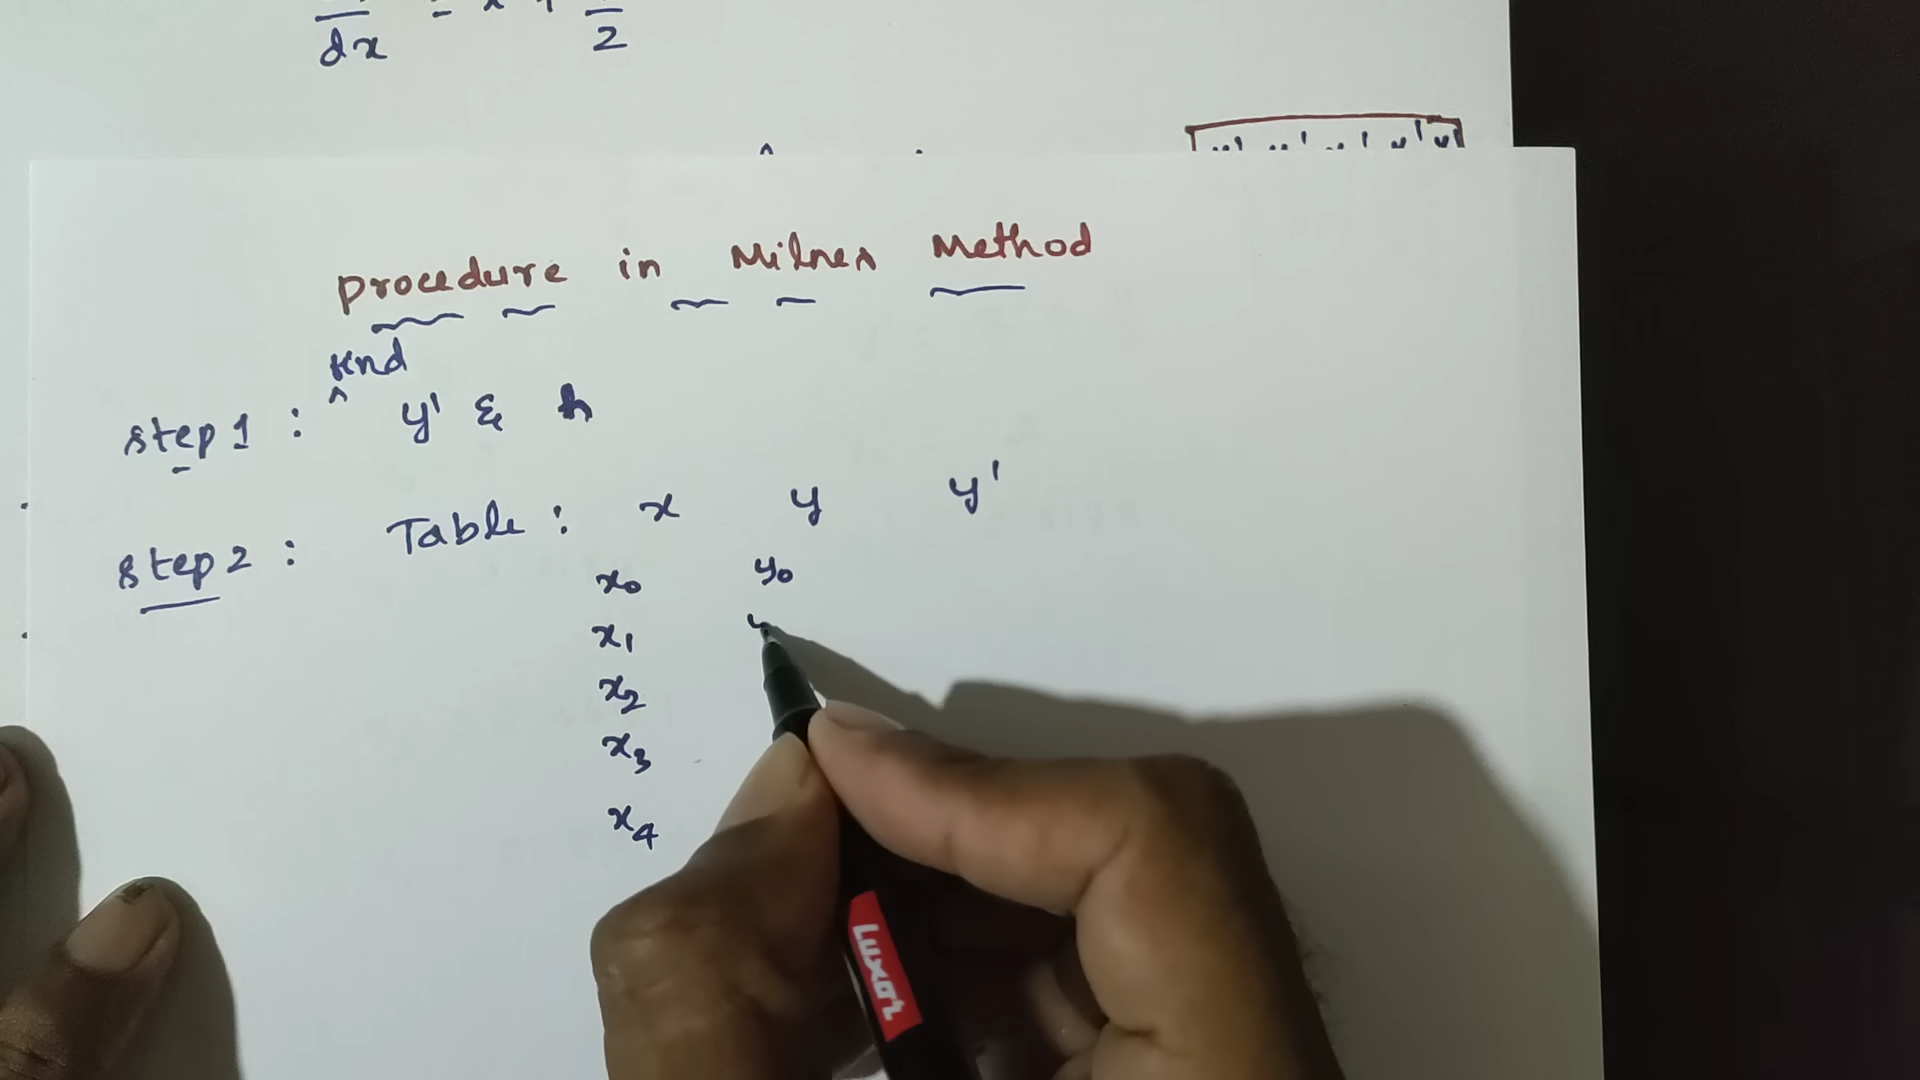 dx
2
Procedure in Milnes Method
find
step 1 : ^ y' & h
step 2 : Table : x y y'
x0 y0
x1 y
x2
x3
x4
Luxor